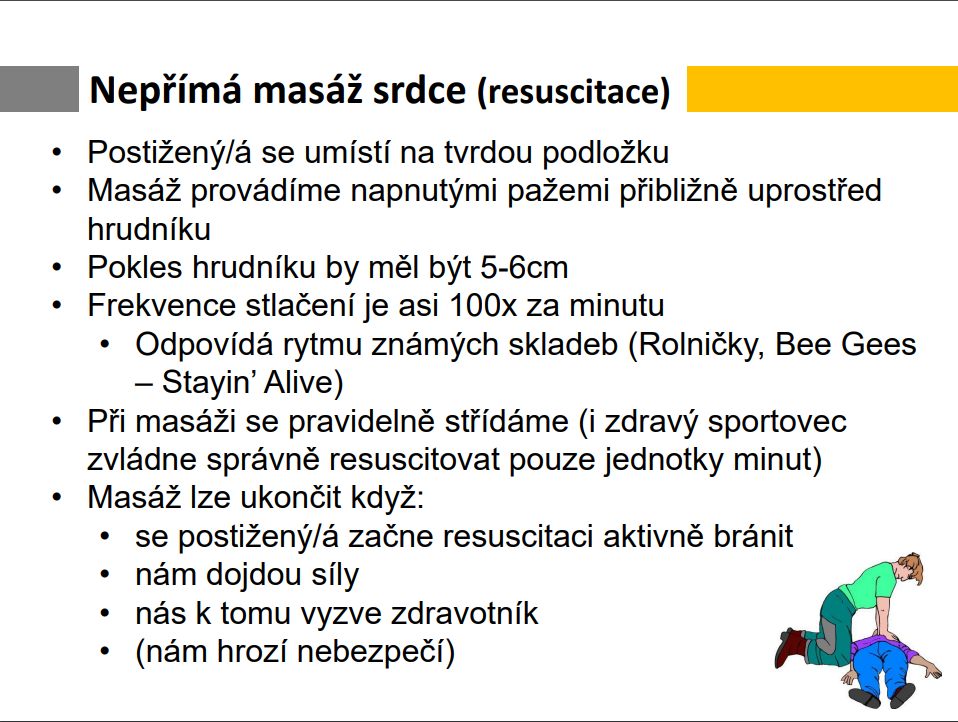 Nepřímá masáž srdce (resuscitace)
• Postižený/á se umístí na tvrdou podložku
• Masáž provádíme napnutými pažemi přibližně uprostřed
hrudníku
• Pokles hrudníku by měl být 5-6cm
• Frekvence stlačení je asi 100x za minutu
• Odpovídá rytmu známých skladeb (Rolničky, Bee Gees
– Stayin’ Alive)
• Při masáži se pravidelně střídáme (i zdravý sportovec
zvládne správně resuscitovat pouze jednotky minut)
• Masáž lze ukončit když:
• se postižený/á začne resuscitaci aktivně bránit
• nám dojdou síly
• nás k tomu vyzve zdravotník
• (nám hrozí nebezpečí)